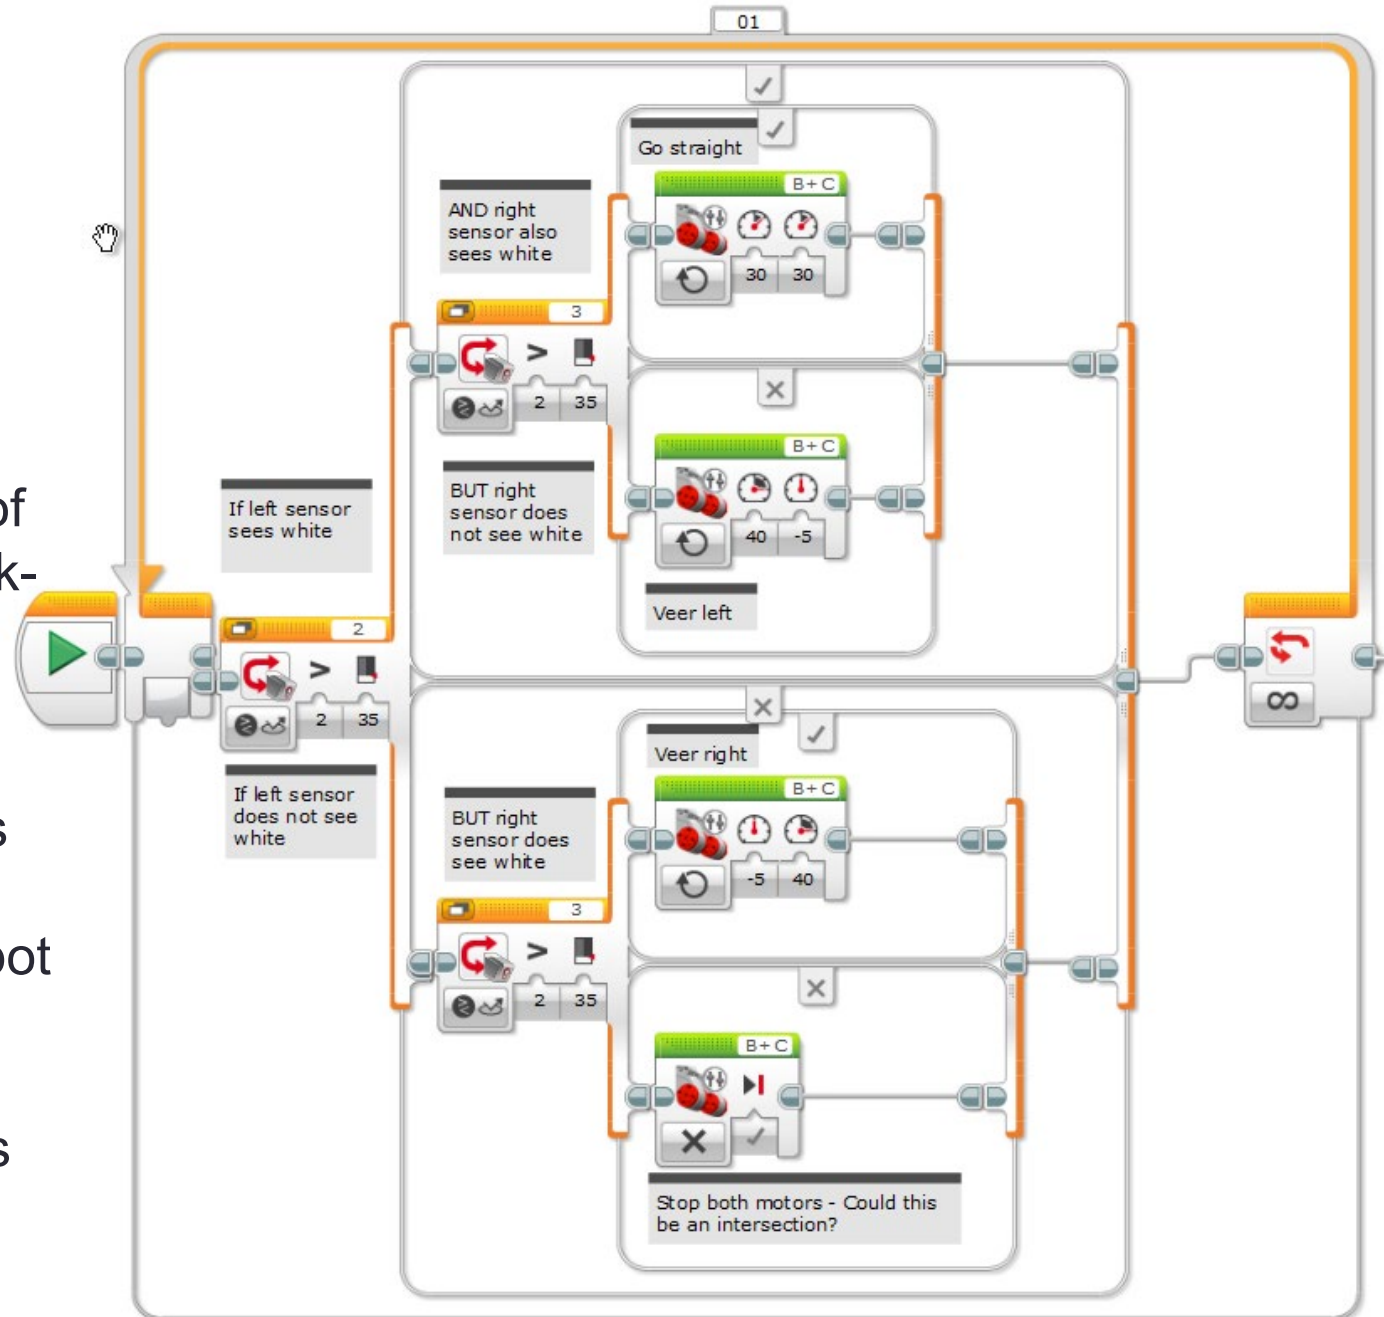 01
Go straight
B+C
30 30
AND right
sensor also
sees white
3
>
2 35
B+C
40 -5
BUT right
sensor does
not see white
Veer left
of
k-
If left sensor
sees white
2
>
2 35
∞
If left sensor
does not see
white
Veer right
B+C
-5 40
BUT right
sensor does
see white
3
>
2 35
s
oot
B+C
s
Stop both motors - Could this
be an intersection?